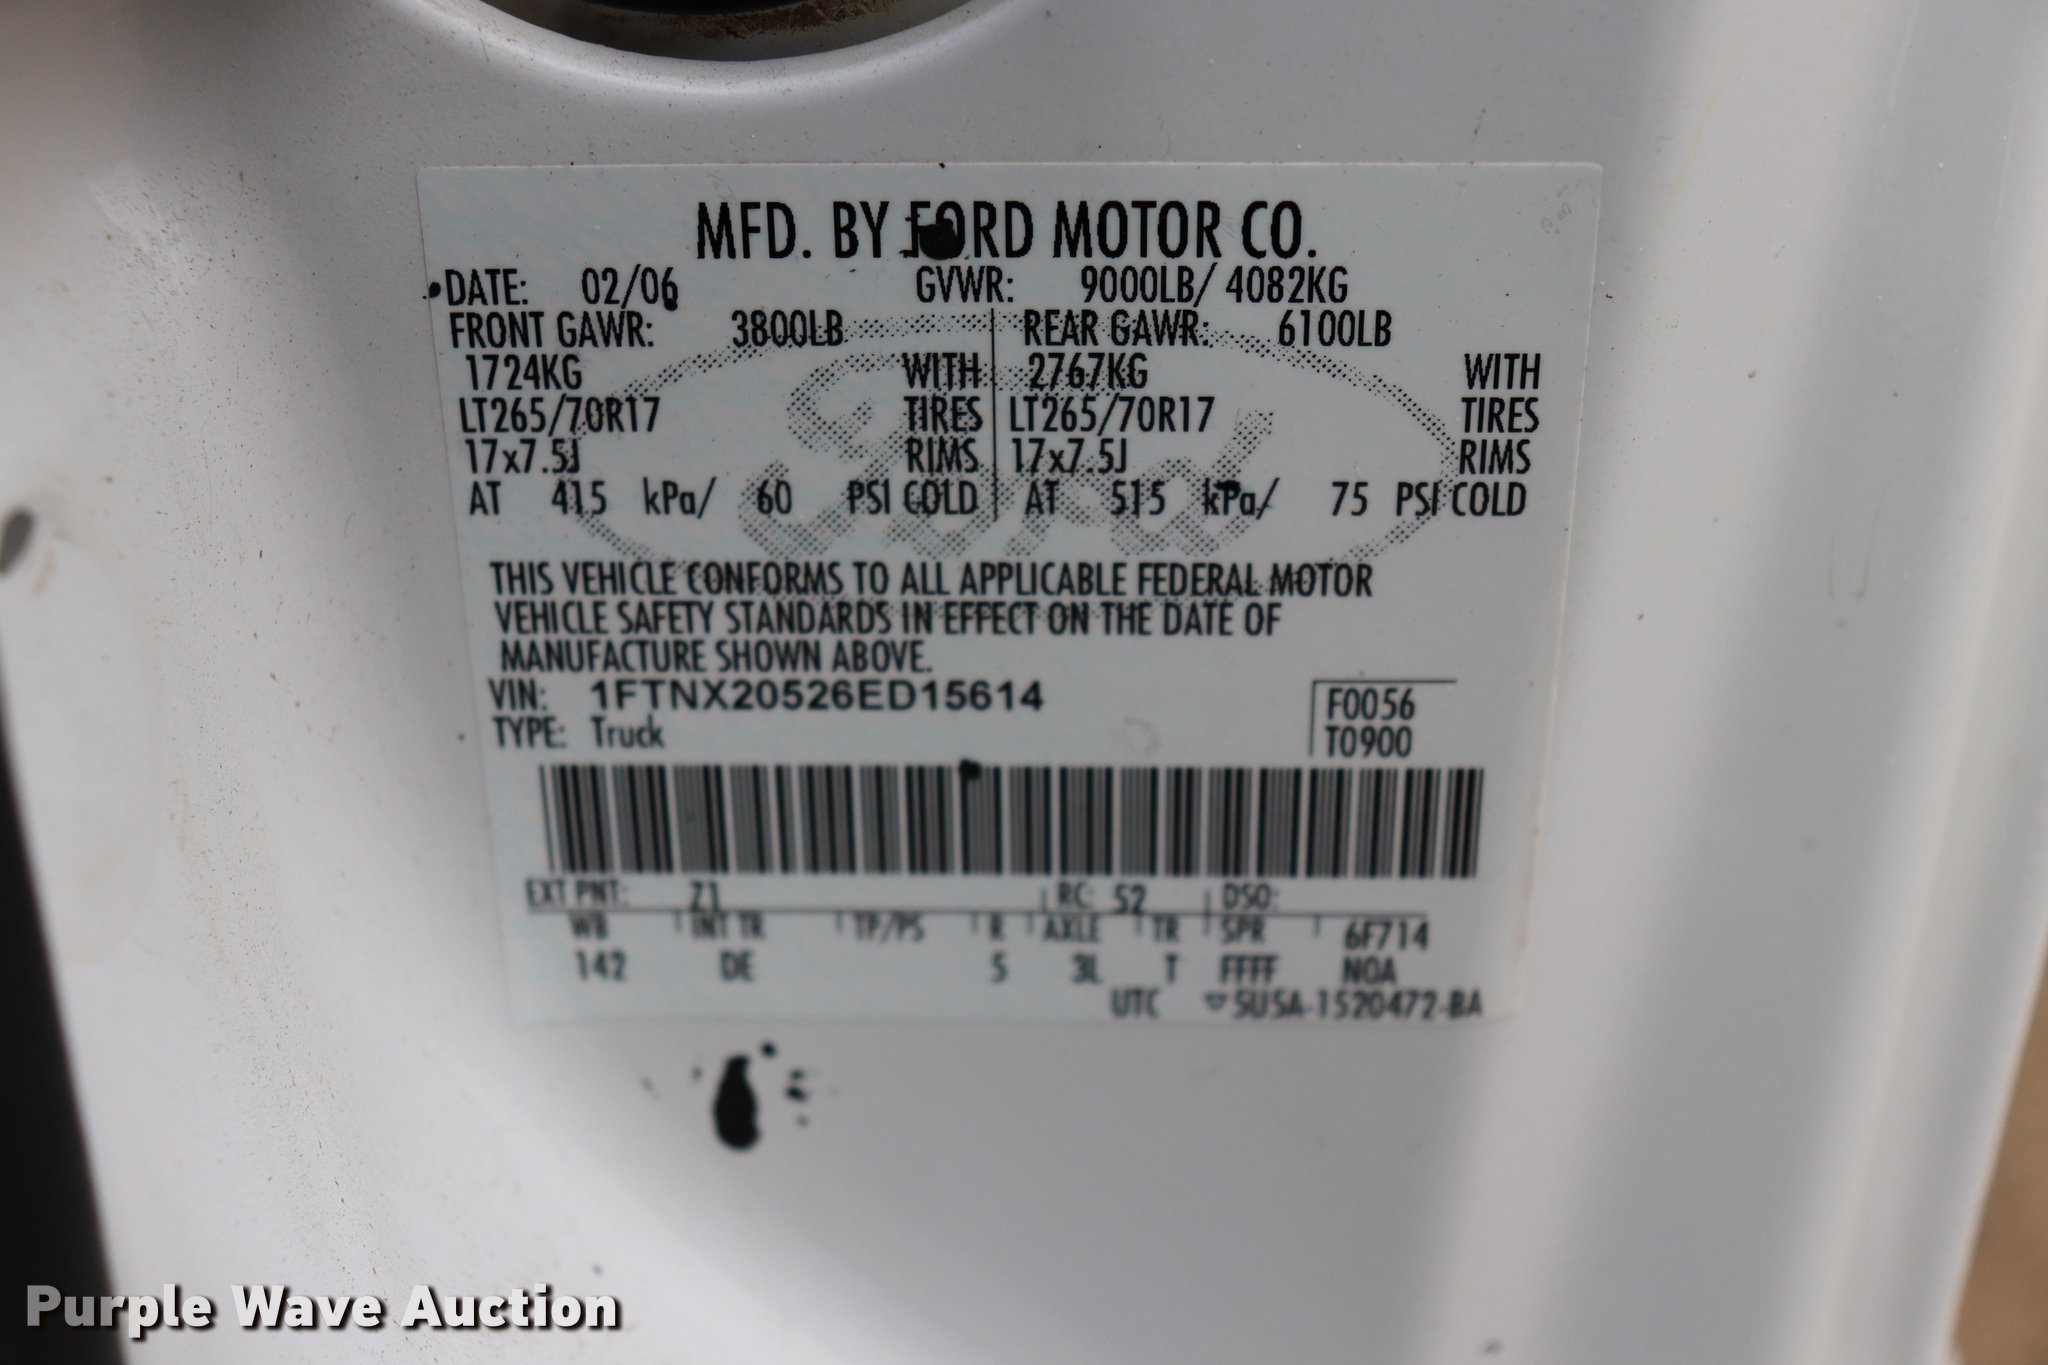 MFD. BY FORD MOTOR CO.
DATE: 02/06 GVWR: 9000LB/ 4082KG
FRONT GAWR: 3800LB REAR GAWR: 6100LB
1724KG WITH 2767KG WITH
LT265/70R17 TIRES LT265/70R17 TIRES
17x7.5J RIMS 17x7.5J RIMS
AT 415 kPa/ 60 PSI COLD AT 515 kPa/ 75 PSI COLD
Ford
THIS VEHICLE CONFORMS TO ALL APPLICABLE FEDERAL MOTOR
VEHICLE SAFETY STANDARDS IN EFFECT ON THE DATE OF
MANUFACTURE SHOWN ABOVE.
VIN: 1FTNX20526ED15614 F0056
TYPE: Truck T0900
EXT PNT: Z1 RC: 52 DSO:
WB INT TR TP/PS R AXLE TR SPR 6F714
142 DE 5 3L T FFFF NOA
UTC 5U5A-1520472-BA
Purple Wave Auction